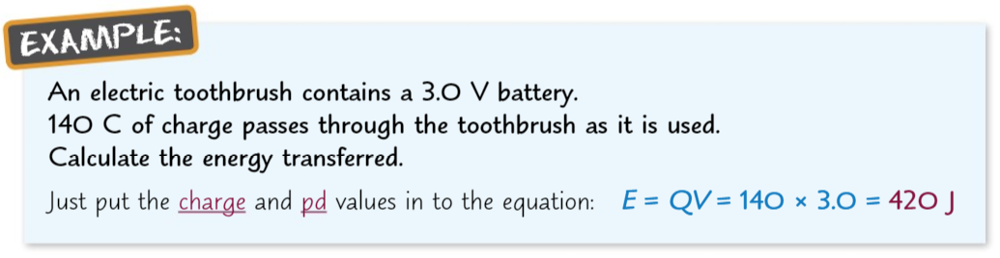 EXAMPLE:
An electric toothbrush contains a 3.0 V battery.
140 C of charge passes through the toothbrush as it is used.
Calculate the energy transferred.
Just put the charge and pd values in to the equation: E = QV = 140 × 3.0 = 420 J